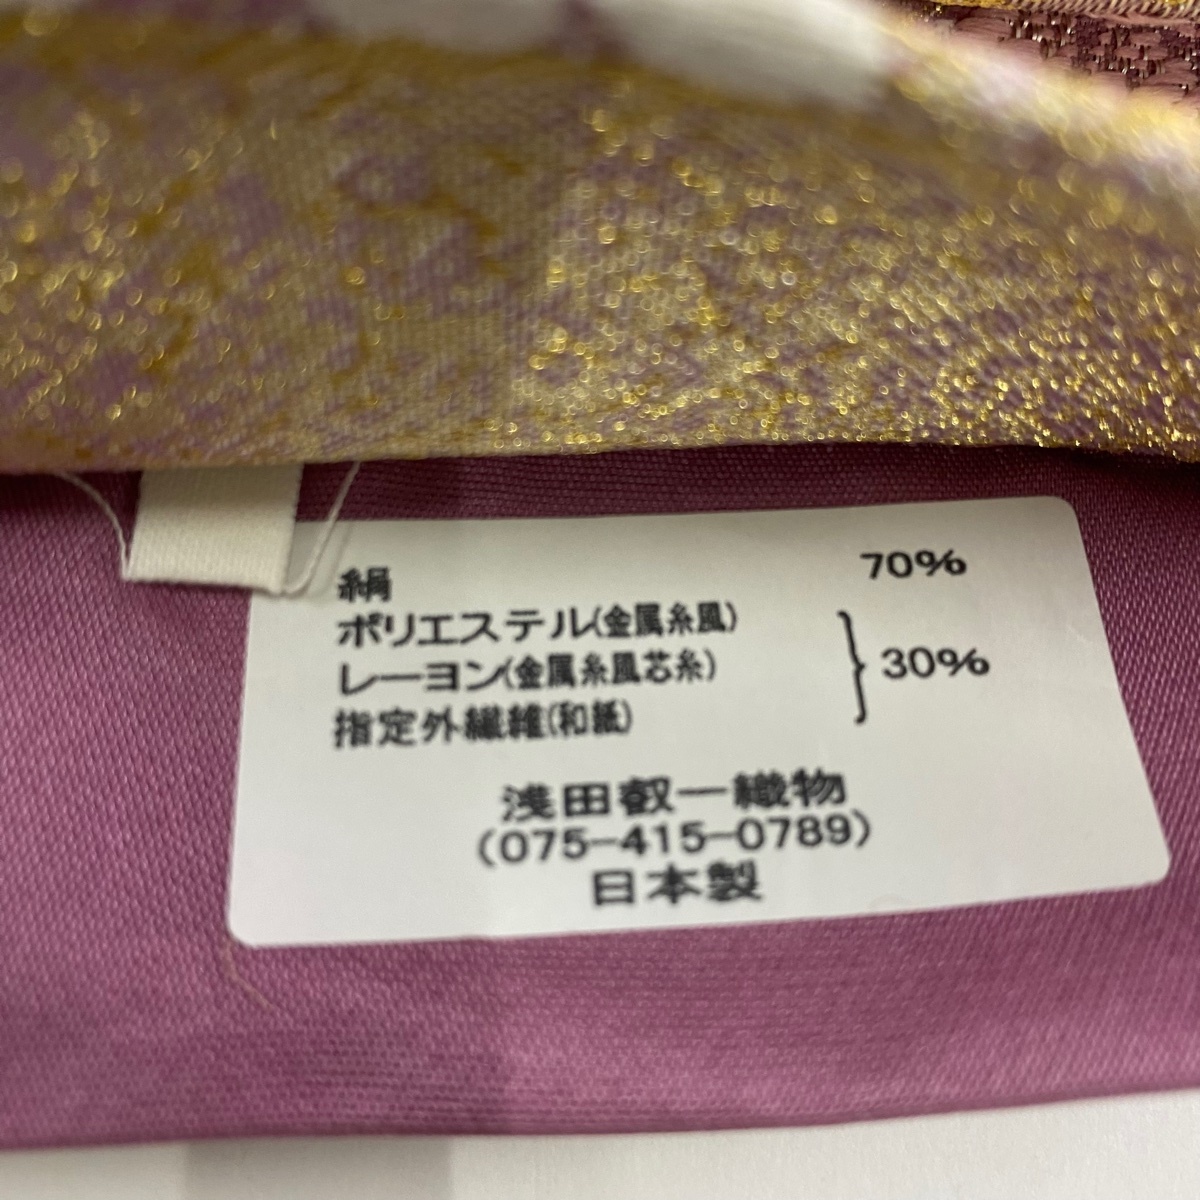 絹 70%
ポリエステル(金属糸風)
レーヨン(金属糸風芯糸) } 30%
指定外繊維(和紙)
浅田叡一織物
(075-415-0789)
日本製